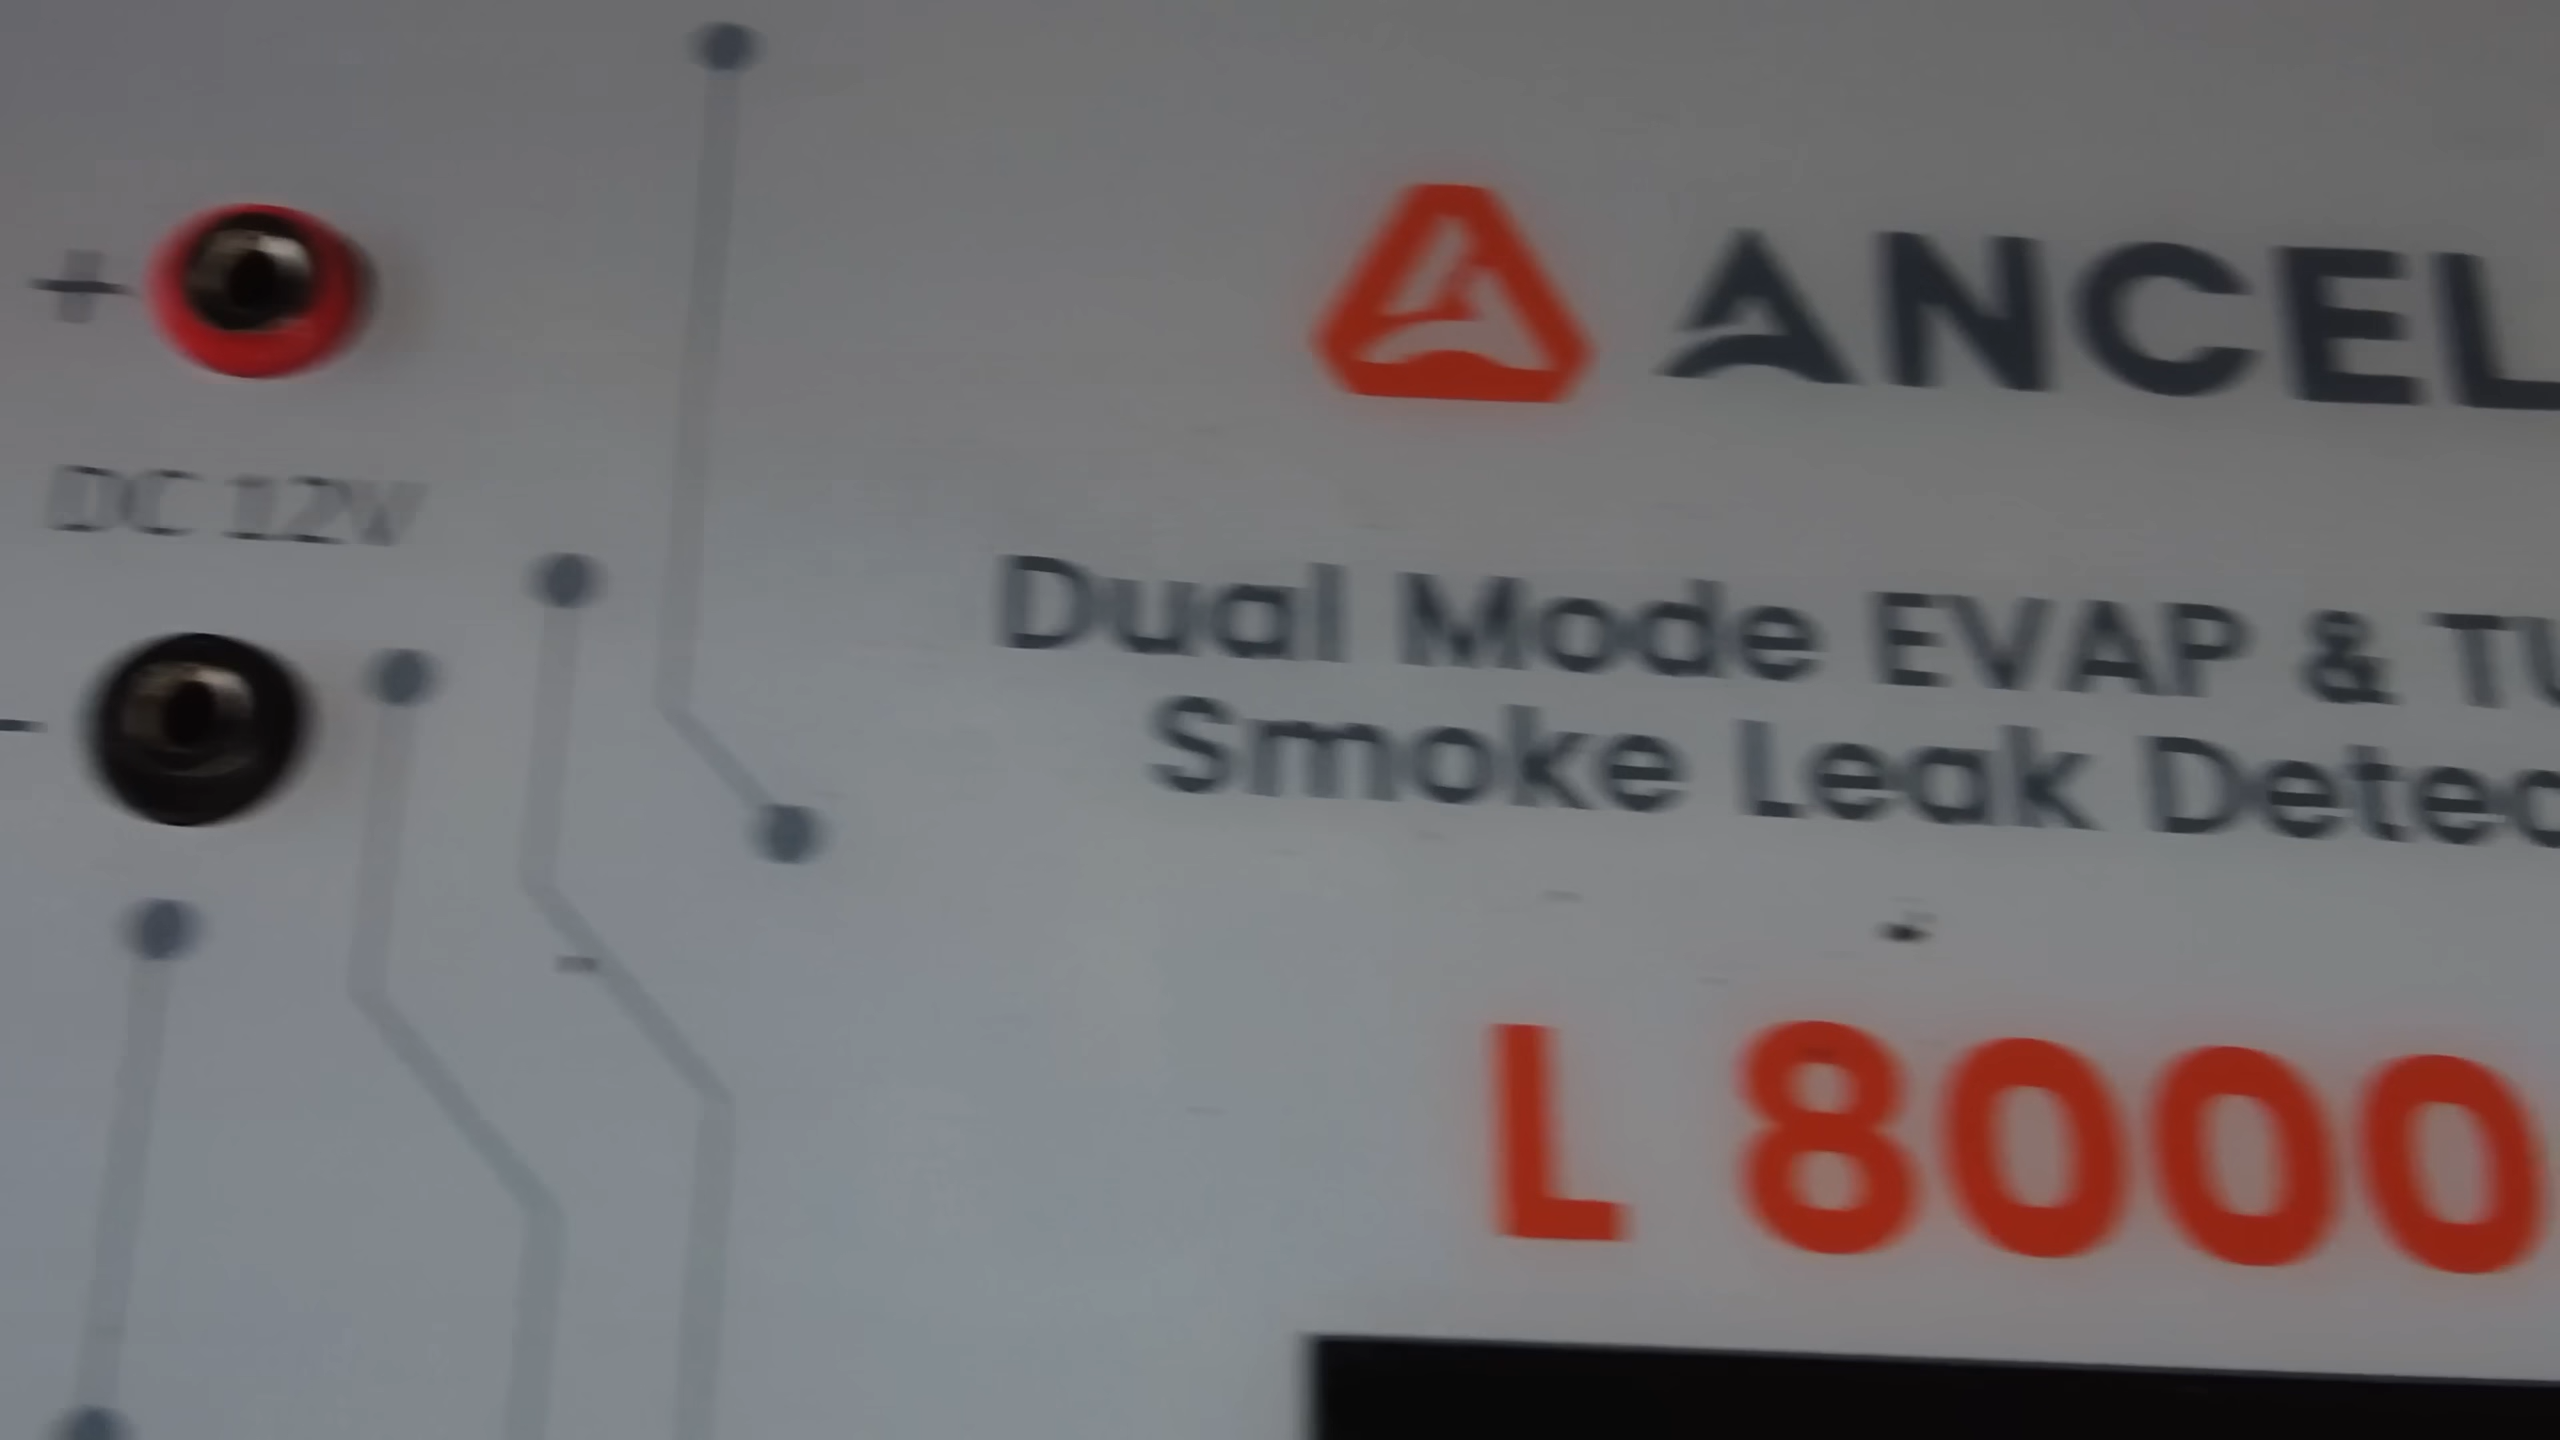 ANCEL
+
DC 12V
Dual Mode EVAP & TU
Smoke Leak Detec
-
L 8000